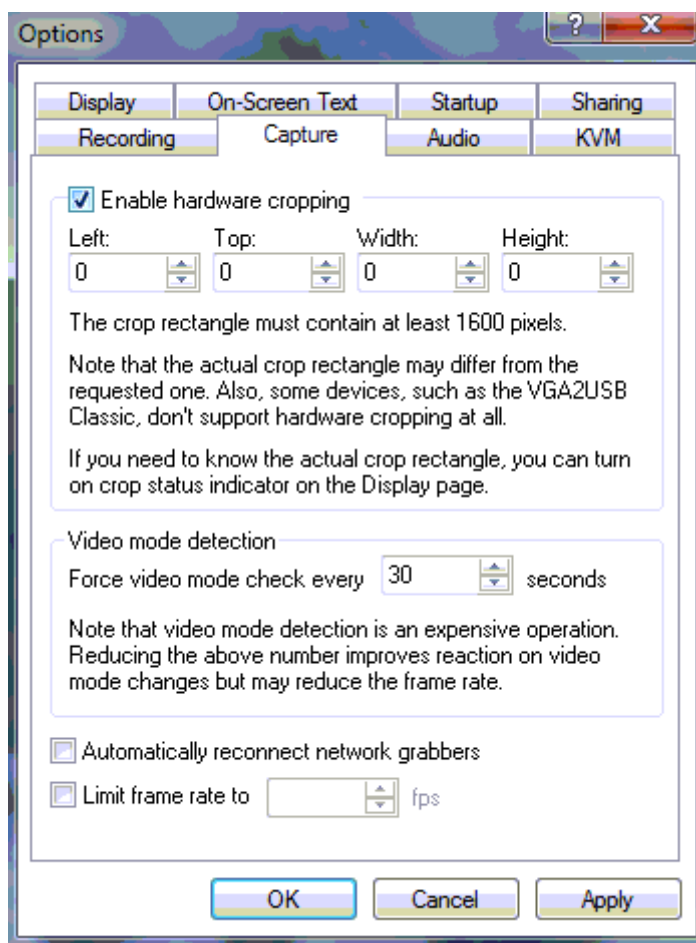 Options
Display On-Screen Text Startup Sharing
Recording Capture Audio KVM
Enable hardware cropping
Left: Top: Width: Height:
0 0 0 0
The crop rectangle must contain at least 1600 pixels.
Note that the actual crop rectangle may differ from the
requested one. Also, some devices, such as the VGA2USB
Classic, don't support hardware cropping at all.
If you need to know the actual crop rectangle, you can turn
on crop status indicator on the Display page.
Video mode detection
Force video mode check every 30 seconds
Note that video mode detection is an expensive operation.
Reducing the above number improves reaction on video
mode changes but may reduce the frame rate.
Automatically reconnect network grabbers
Limit frame rate to fps
OK Cancel Apply